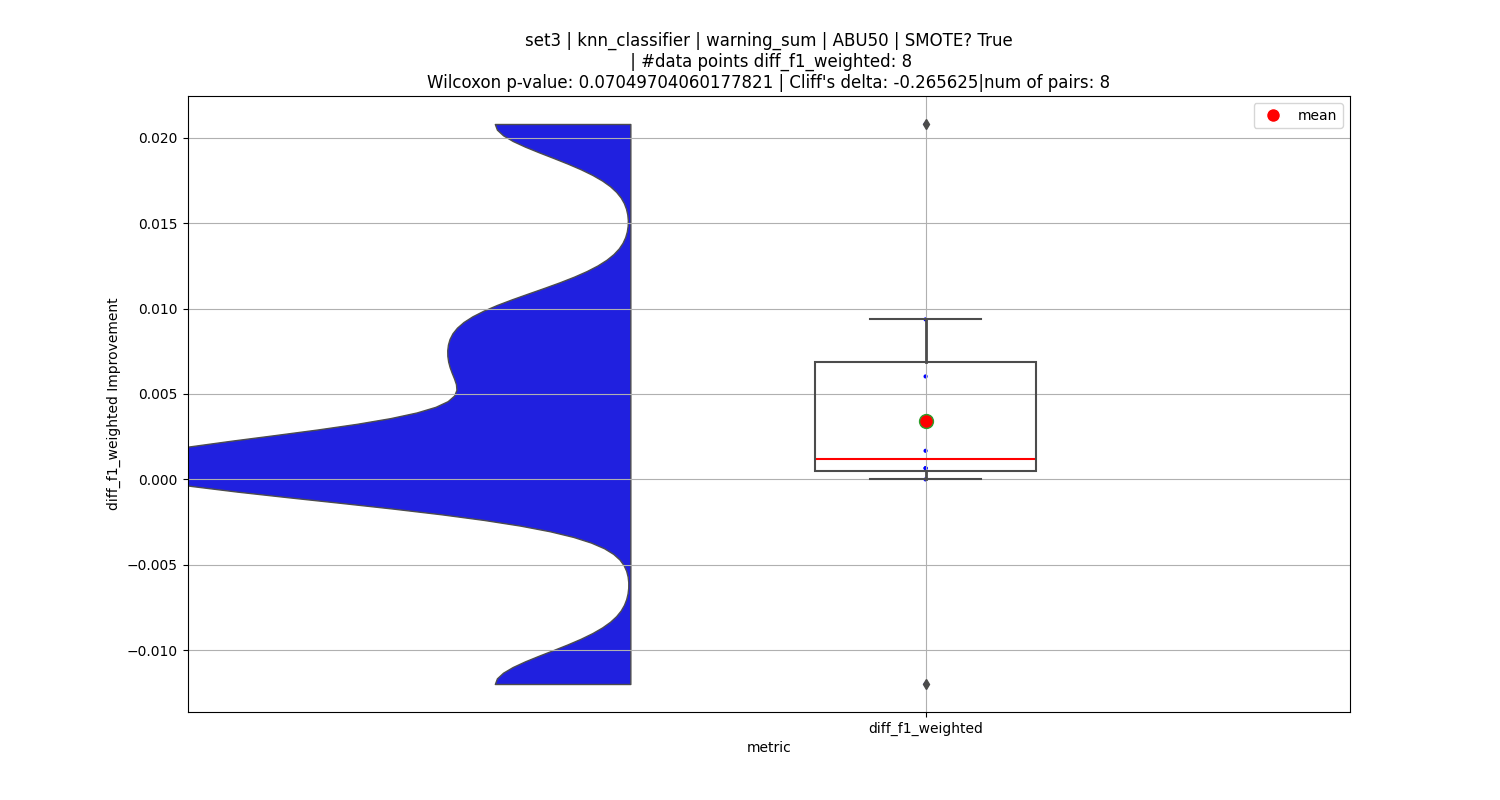 set3 | knn_classifier | warning_sum | ABU50 | SMOTE? True
| #data points diff_f1_weighted: 8
Wilcoxon p-value: 0.07049704060177821 | Cliff's delta: -0.265625|num of pairs: 8
mean
0.020
0.015
0.010
0.005
0.000
−0.005
−0.010
diff_f1_weighted Improvement
diff_f1_weighted
metric